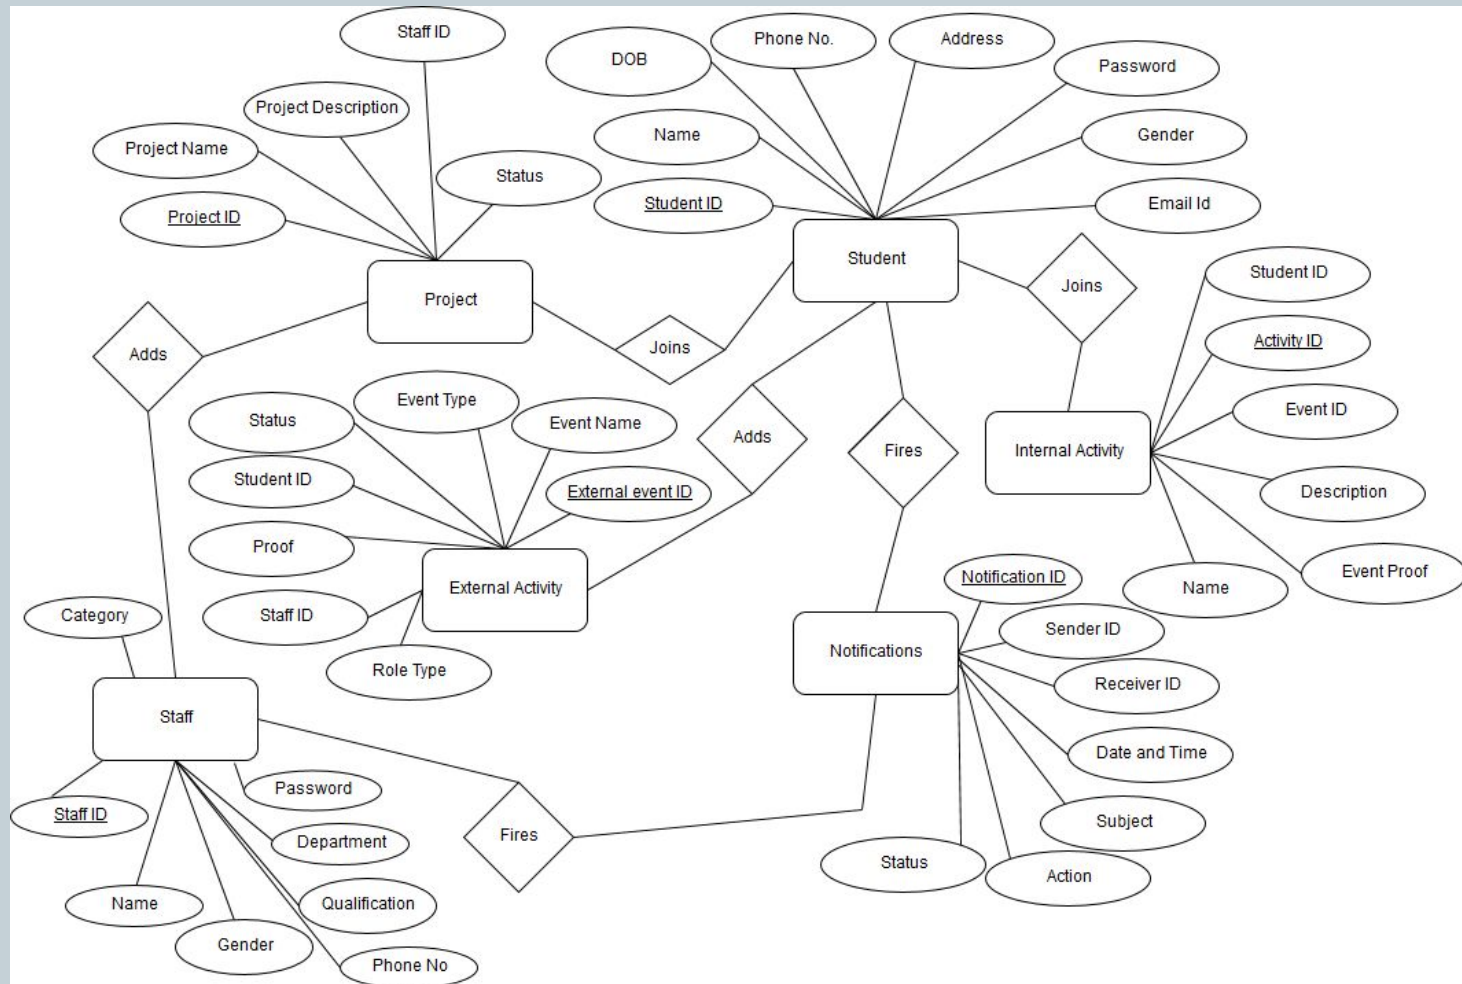 Staff ID
Project Description
Project Name
Status
Project ID
Project
DOB
Phone No.
Address
Password
Name
Gender
Student ID
Email Id
Student
Adds
Joins
Joins
Student ID
Activity ID
Event ID
Internal Activity
Description
Event Proof
Name
Event Type
Status
Event Name
Student ID
External event ID
Proof
External Activity
Staff ID
Role Type
Adds
Fires
Notification ID
Sender ID
Notifications
Receiver ID
Date and Time
Subject
Status
Action
Category
Staff
Password
Staff ID
Department
Name
Qualification
Gender
Phone No
Fires